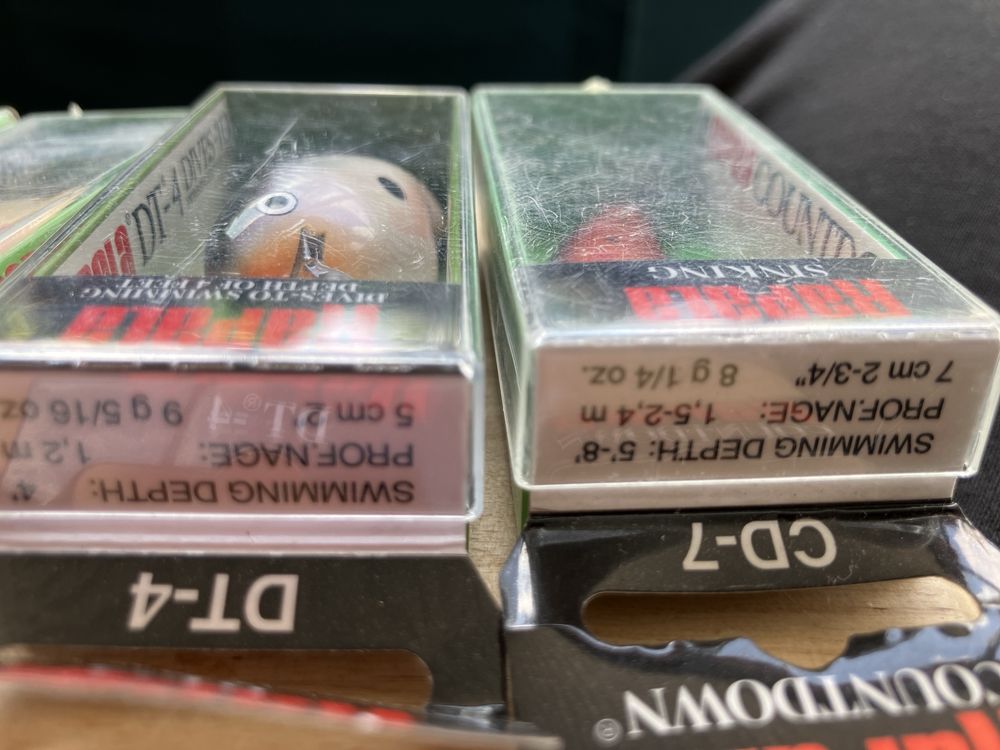 DT-4
SWIMMING DEPTH: 4'
PROF.NAGE: 1,2 m
5 cm 2" 9 g 5/16 oz.
Rapala
DIVES-TO SWIMMING
DEPTH OF 4 FEET
Rapala DT-4 DIVES TO
COUNTDOWN®
CD-7
SWIMMING DEPTH: 5'-8'
PROF.NAGE: 1,5-2,4 m
7 cm 2-3/4" 8 g 1/4 oz.
Rapala
SINKING
COUNTD